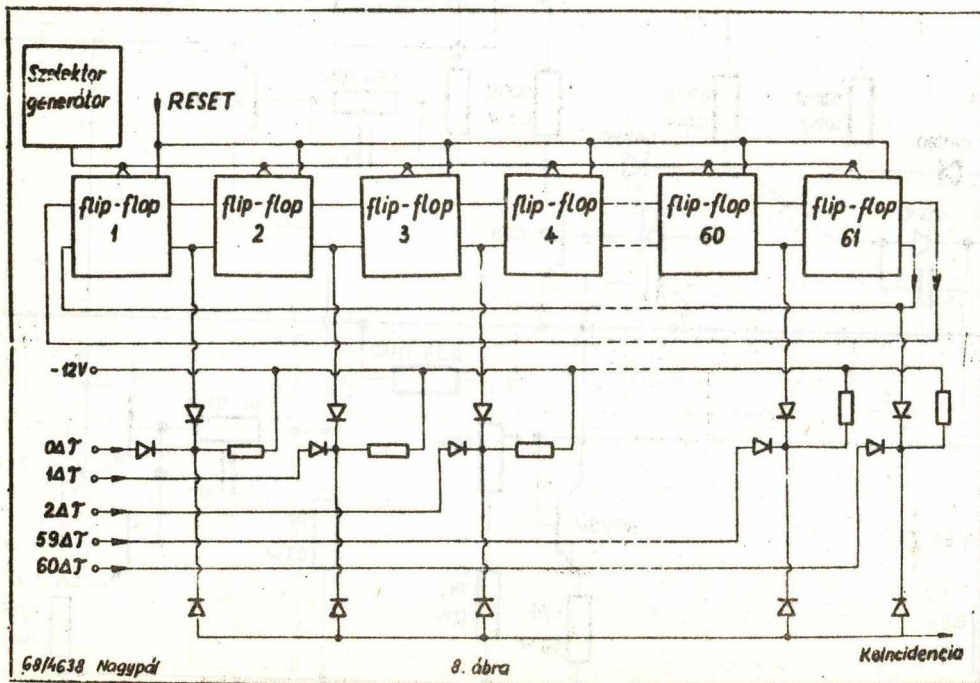 Szelektor
generátor
RESET
flip-flop
1
flip-flop
2
flip-flop
3
flip-flop
4
flip-flop
60
flip-flop
61
-12V
0ΔT
1ΔT
2ΔT
59ΔT
60ΔT
Koincidencia
68/4638 Nagypál
8. ábra